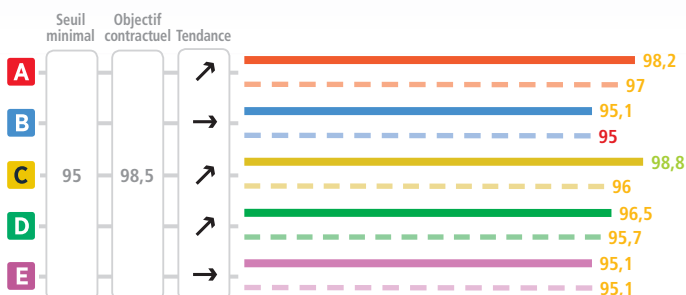 Seuil minimal
Objectif contractuel
Tendance
A
98,2
97
B
95,1
95
C
95
98,5
98,8
96
D
96,5
95,7
E
95,1
95,1